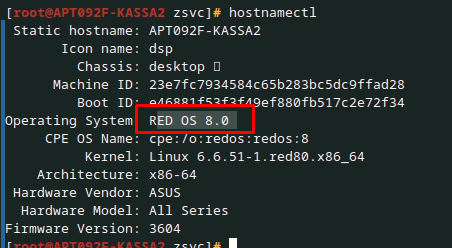 [root@APT092F-KASSA2 zsvc]# hostnamectl
Static hostname: APT092F-KASSA2
Icon name: dsp
Chassis: desktop
Machine ID: 23e7fc7934584c65b283bc5dc9ffad28
Boot ID: e46881f53f3f49ef880fb517c2e72f34
Operating System: RED OS 8.0
CPE OS Name: cpe:/o:redos:redos:8
Kernel: Linux 6.6.51-1.red80.x86_64
Architecture: x86-64
Hardware Vendor: ASUS
Hardware Model: All Series
Firmware Version: 3604
[root@APT092F-KASSA2 zsvc]#